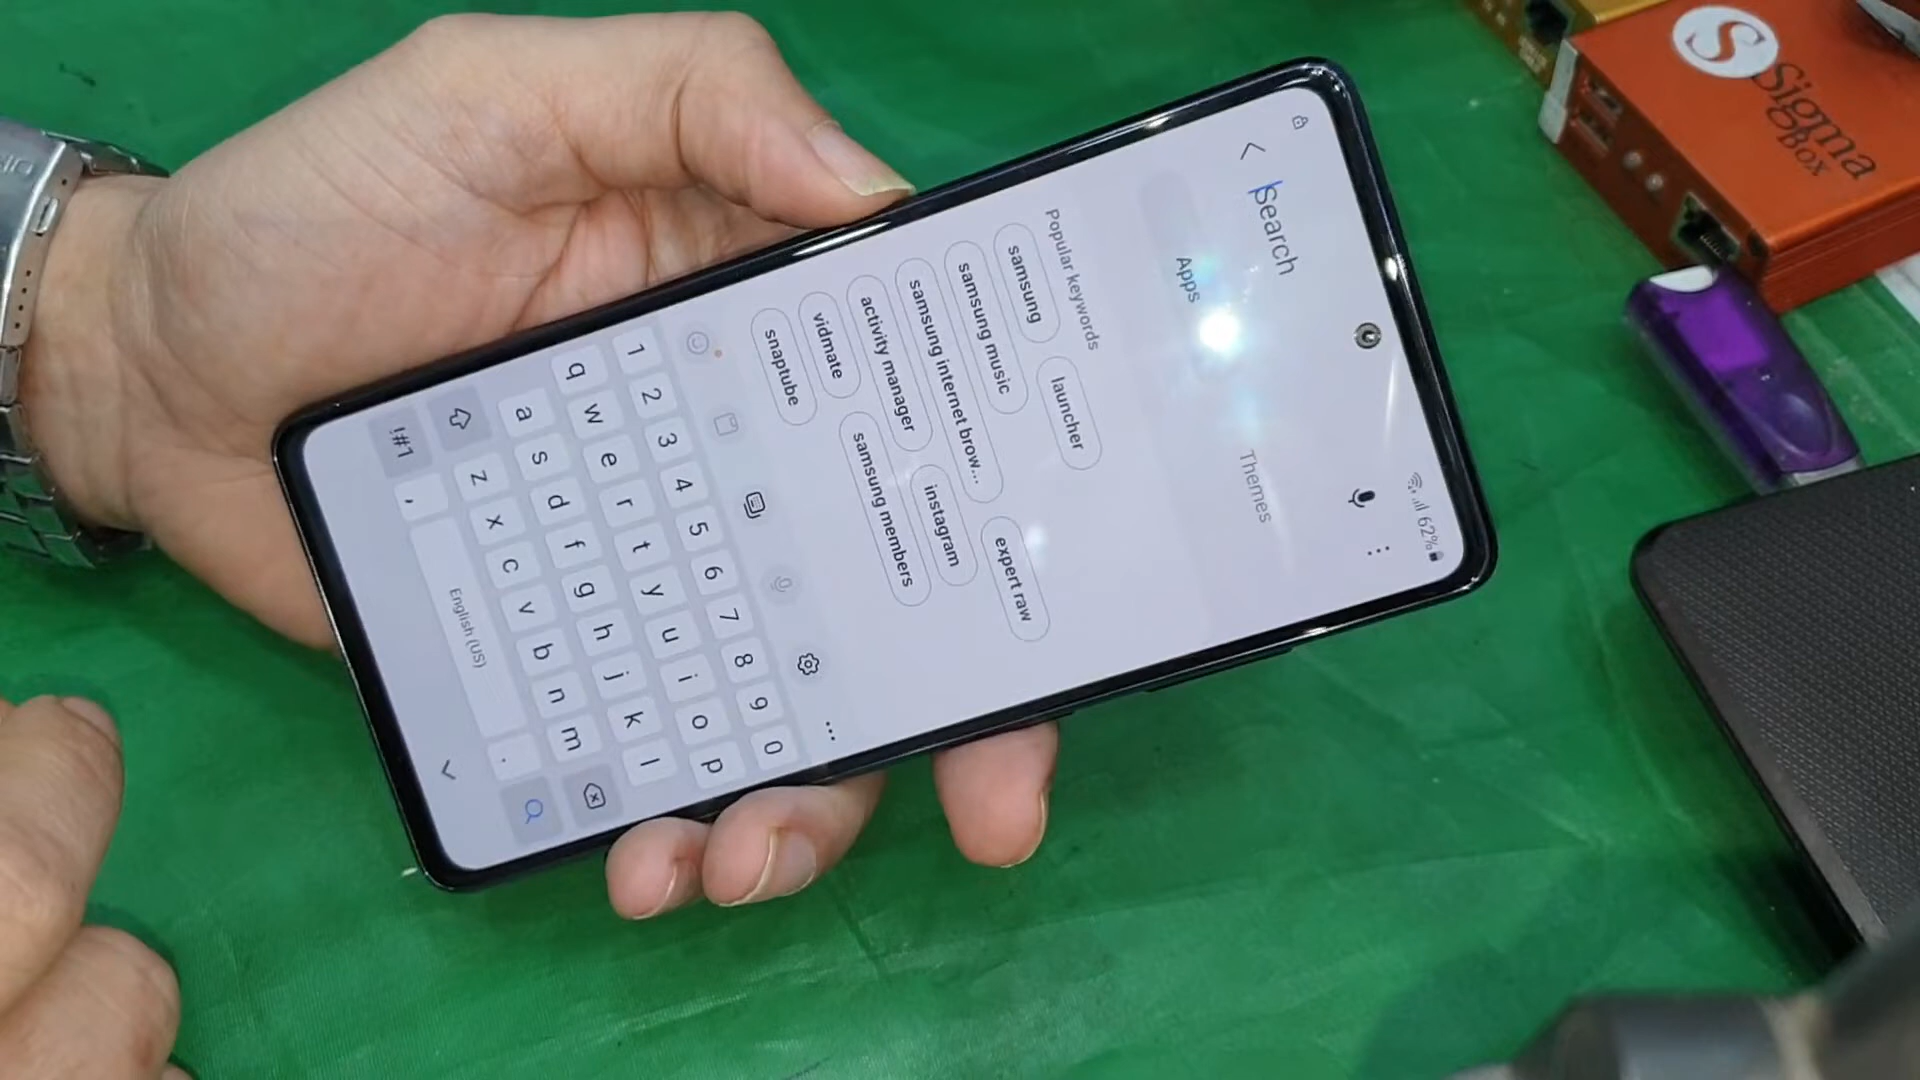 62%
Search
Apps Themes
Popular keywords
samsung launcher
samsung music expert raw
samsung internet brow...
activity manager instagram
vidmate samsung members
snaptube
1 2 3 4 5 6 7 8 9 0
q w e r t y u i o p
a s d f g h j k l
z x c v b n m
!#1 , English (US) .
S
Sigma
Box